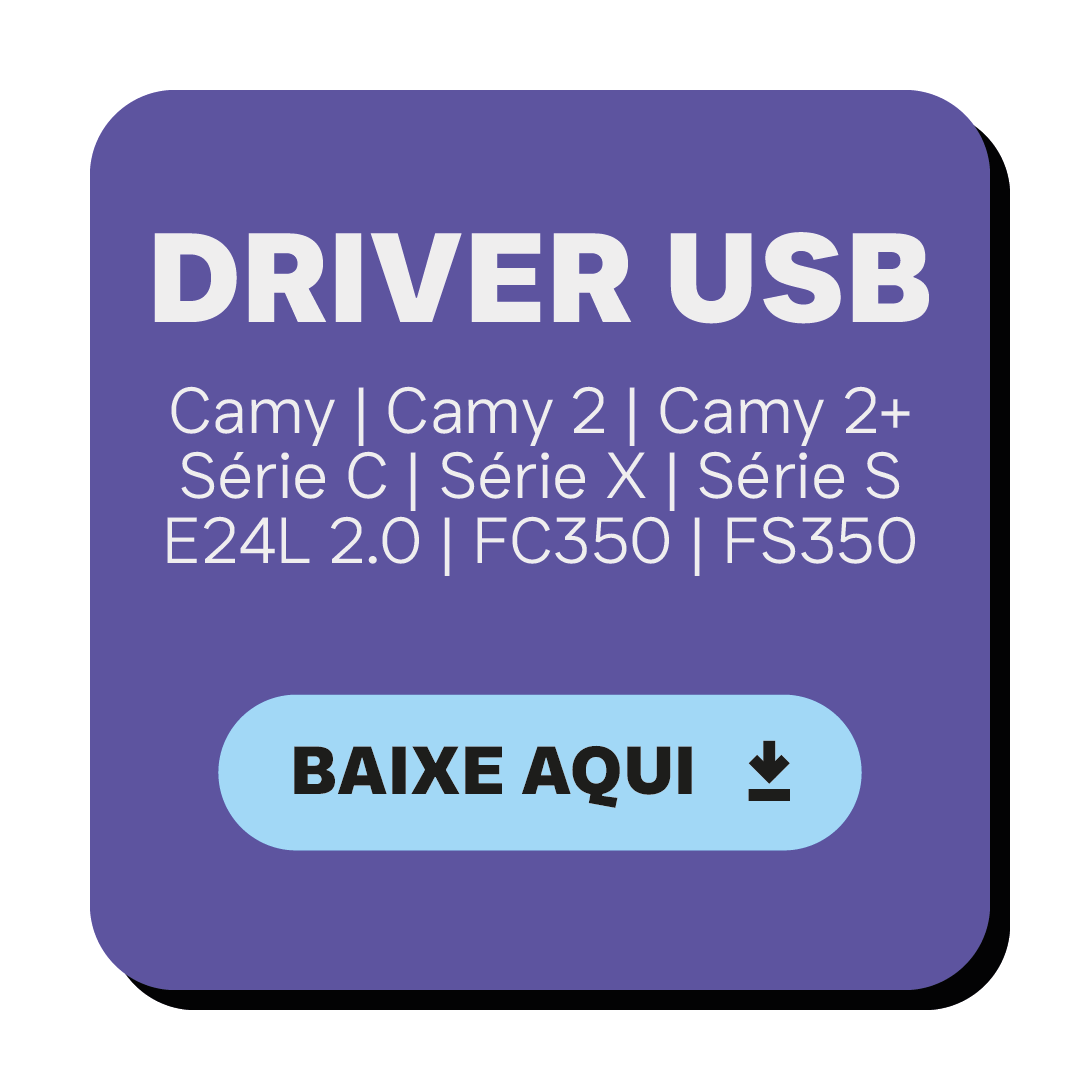 DRIVER USB
Camy | Camy 2 | Camy 2+
Série C | Série X | Série S
E24L 2.0 | FC350 | FS350
BAIXE AQUI